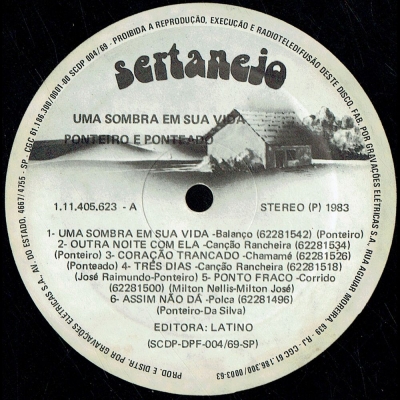 PROIBIDA A REPRODUÇÃO, EXECUÇÃO E RADIOTELEDIFUSÃO DESTE DISCO. FAB. POR GRAVAÇÕES ELÉTRICAS S.A., RUA AGUIAR MOREIRA, 639 - RJ - CGC 61.186.300/0003-63
PROD. E DISTR. POR GRAVAÇÕES ELÉTRICAS S.A., AV. DO ESTADO, 4667/4755 - SP - CGC 61.186.300/0001-00 SCDP 004/69 -
sertanejo
UMA SOMBRA EM SUA VIDA
PONTEIRO E PONTEADO
1.11.405.623 - A
STEREO (P) 1983
1- UMA SOMBRA EM SUA VIDA -Balanço (62281542) (Ponteiro)
2- OUTRA NOITE COM ELA -Canção Rancheira (62281534)
(Ponteiro) 3- CORAÇÃO TRANCADO -Chamamé (62281526)
(Ponteado) 4- TRÊS DIAS -Canção Rancheira (62281518)
(José Raimundo-Ponteiro) 5- PONTO FRACO -Corrido
(62281500) (Milton Nellis-Milton José)
6- ASSIM NÃO DÁ -Polca (62281496)
(Ponteiro-Da Silva)
EDITORA: LATINO
(SCDP-DPF-004/69-SP)